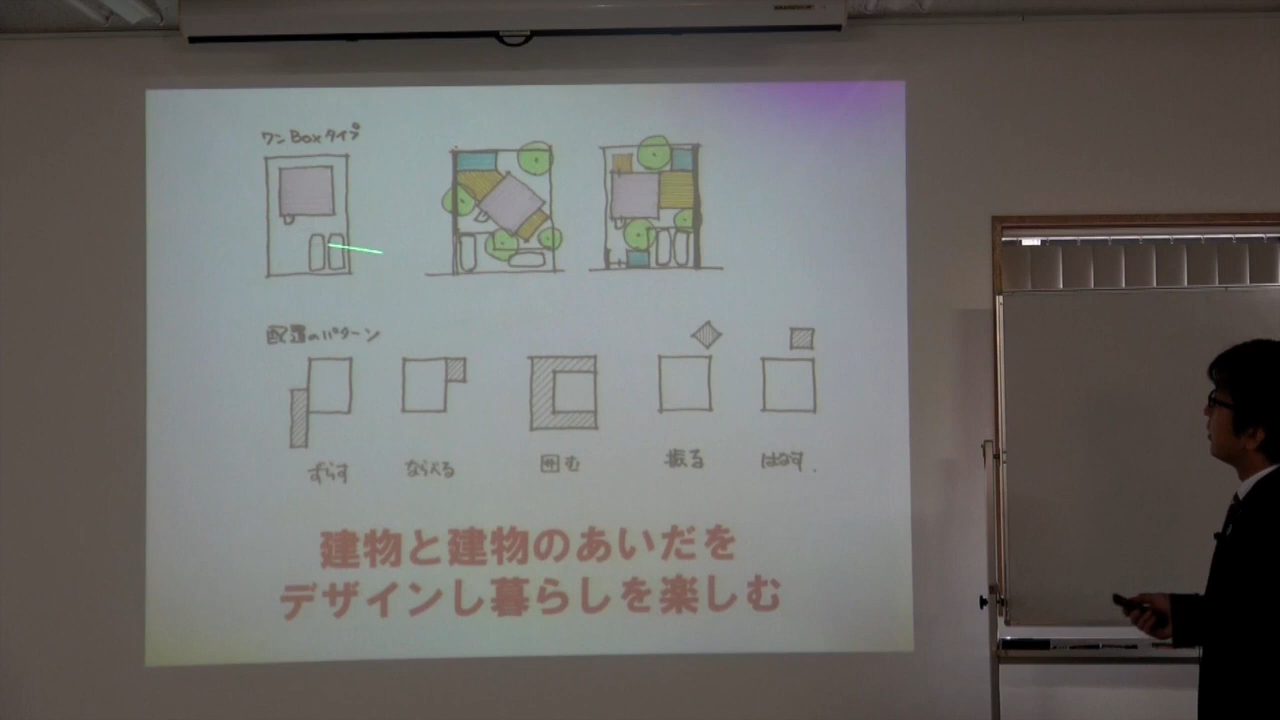 ワンBoxタイプ
配置のパターン
ずらす
ならべる
囲む
振る
はなす.
建物と建物のあいだを
デザインし暮らしを楽しむ